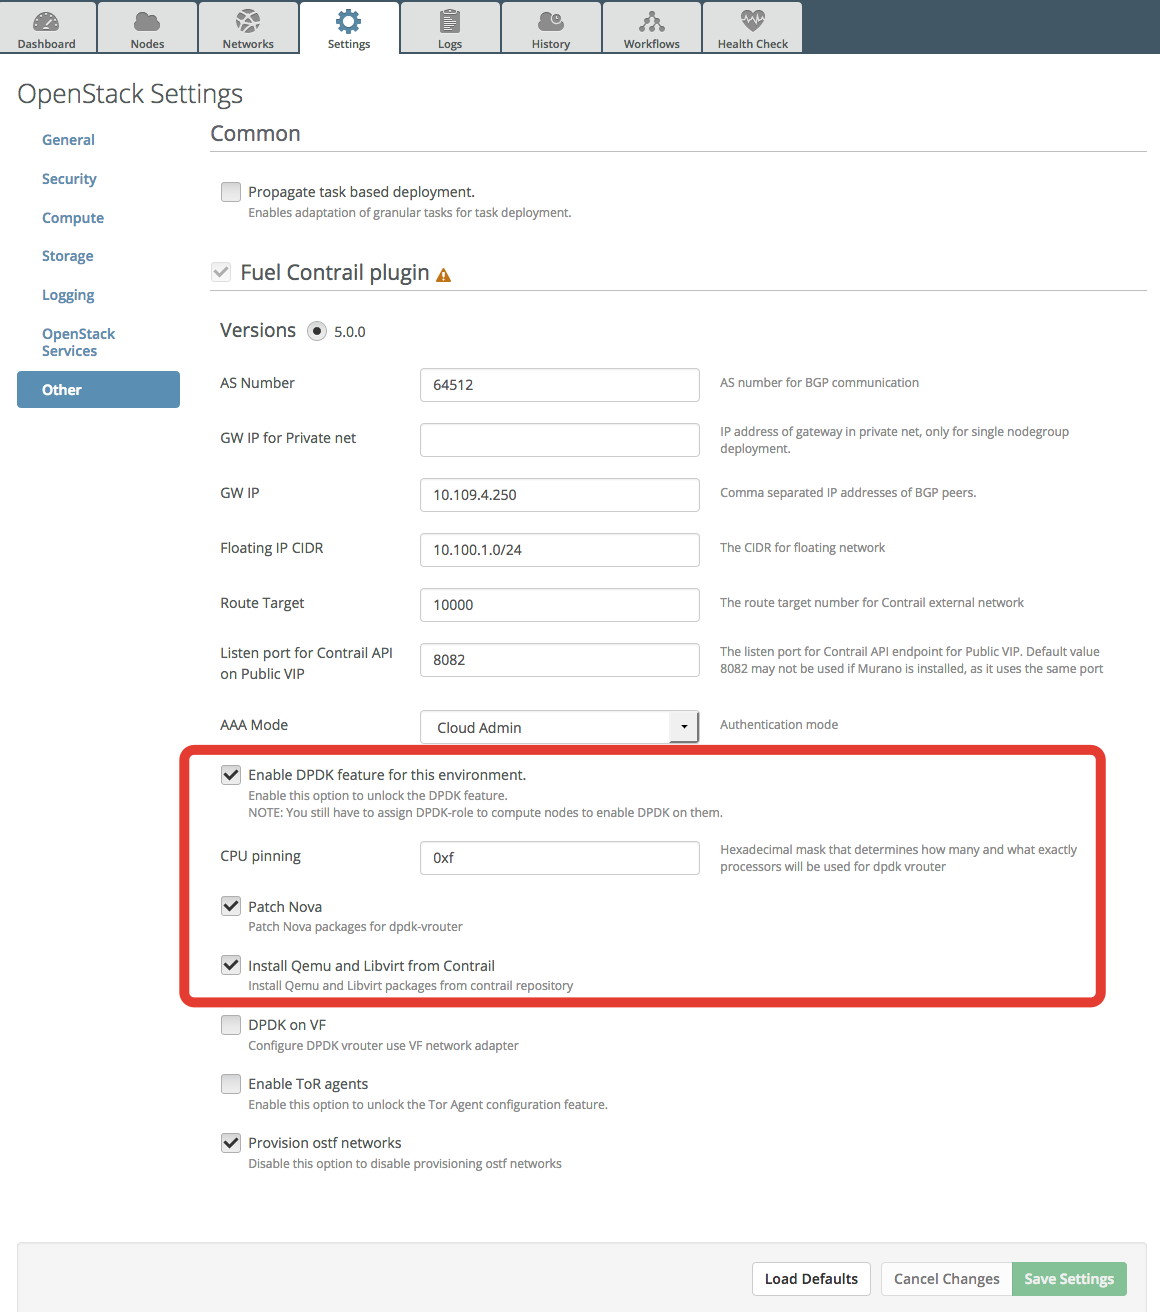 Dashboard
Nodes
Networks
Settings
Logs
History
Workflows
Health Check
OpenStack Settings
General
Security
Compute
Storage
Logging
OpenStack
Services
Other
Common
Propagate task based deployment.
Enables adaptation of granular tasks for task deployment.
Fuel Contrail plugin
Versions 5.0.0
AS Number 64512 AS number for BGP communication
GW IP for Private net
IP address of gateway in private net, only for single nodegroup
deployment.
GW IP 10.109.4.250 Comma separated IP addresses of BGP peers.
Floating IP CIDR 10.100.1.0/24 The CIDR for floating network
Route Target 10000 The route target number for Contrail external network
Listen port for Contrail API
on Public VIP
8082
The listen port for Contrail API endpoint for Public VIP. Default value
8082 may not be used if Murano is installed, as it uses the same port
AAA Mode Cloud Admin Authentication mode
Enable DPDK feature for this environment.
Enable this option to unlock the DPDK feature.
NOTE: You still have to assign DPDK-role to compute nodes to enable DPDK on them.
CPU pinning 0xf
Hexadecimal mask that determines how many and what exactly
processors will be used for dpdk vrouter
Patch Nova
Patch Nova packages for dpdk-vrouter
Install Qemu and Libvirt from Contrail
Install Qemu and Libvirt packages from contrail repository
DPDK on VF
Configure DPDK vrouter use VF network adapter
Enable ToR agents
Enable this option to unlock the Tor Agent configuration feature.
Provision ostf networks
Disable this option to disable provisioning ostf networks
Load Defaults
Cancel Changes
Save Settings